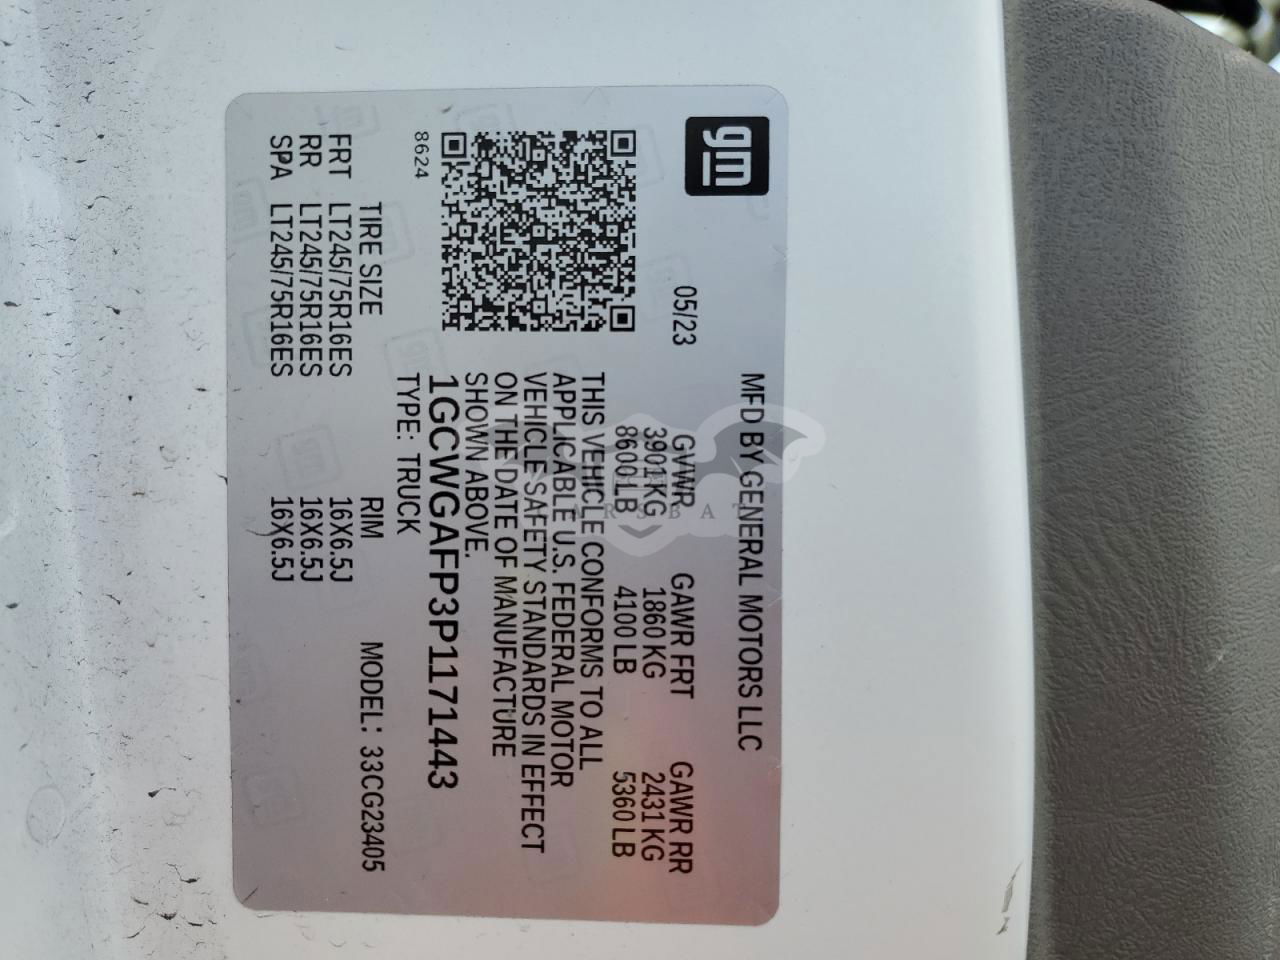 gm
MFD BY GENERAL MOTORS LLC
05/23
GVWR GAWR FRT GAWR RR
3901 KG 1860 KG 2431 KG
8600 LB 4100 LB 5360 LB
THIS VEHICLE CONFORMS TO ALL
APPLICABLE U.S. FEDERAL MOTOR
VEHICLE SAFETY STANDARDS IN EFFECT
ON THE DATE OF MANUFACTURE
SHOWN ABOVE.
8624
1GCWGAFP3P1171443
TYPE: TRUCK
TIRE SIZE RIM MODEL: 33CG23405
FRT LT245/75R16ES 16X6.5J
RR LT245/75R16ES 16X6.5J
SPA LT245/75R16ES 16X6.5J